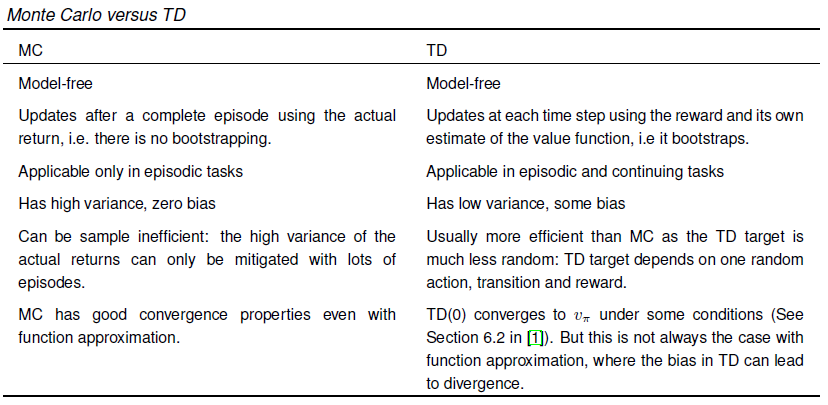 Monte Carlo versus TD
MC TD
Model-free Model-free
Updates after a complete episode using the actual
return, i.e. there is no bootstrapping.
Updates at each time step using the reward and its own
estimate of the value function, i.e it bootstraps.
Applicable only in episodic tasks Applicable in episodic and continuing tasks
Has high variance, zero bias Has low variance, some bias
Can be sample inefficient: the high variance of the
actual returns can only be mitigated with lots of
episodes.
Usually more efficient than MC as the TD target is
much less random: TD target depends on one random
action, transition and reward.
MC has good convergence properties even with
function approximation.
TD(0) converges to vπ under some conditions (See
Section 6.2 in [1]). But this is not always the case with
function approximation, where the bias in TD can lead
to divergence.